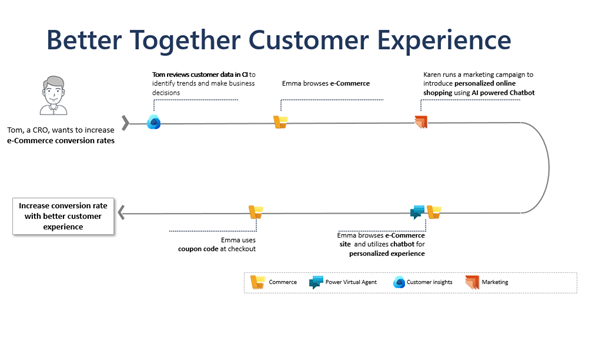 Better Together Customer Experience
Tom reviews customer data in CI to
identify trends and make business
decisions
Emma browses e-Commerce
Karen runs a marketing campaign to
introduce personalized online
shopping using AI powered Chatbot
Tom, a CRO, wants to increase
e-Commerce conversion rates
Increase conversion rate
with better customer
experience
Emma uses
coupon code at checkout
Emma browses e-Commerce
site and utilizes chatbot for
personalized experience
Commerce
Power Virtual Agent
Customer insights
Marketing